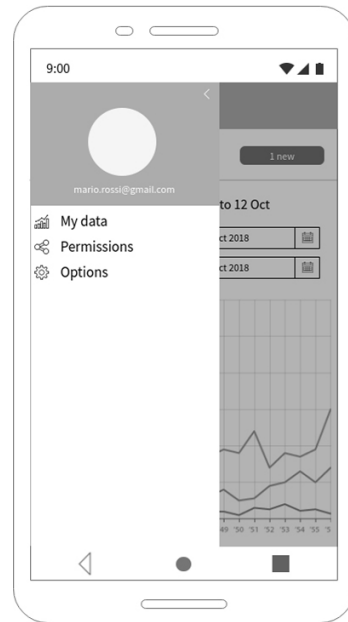 9:00
mario.rossi@gmail.com
1 new
to 12 Oct
My data
ct 2018
Permissions
ct 2018
Options
49 '50 '51 '52 '53 '54 '55 '5